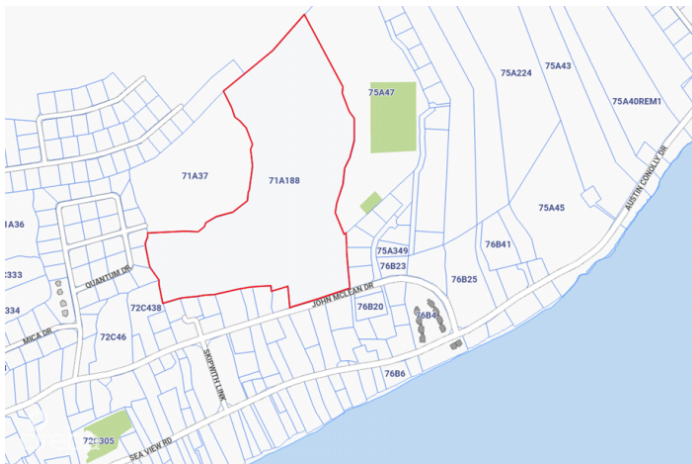 75A43
75A224
75A47
75A40REM1
71A37
71A188
AUSTIN CONOLLY DR
75A45
1A36
76B41
75A349
76B23
QUANTUM DR
76B25
JOHN MCLEAN DR
72C438
76B20
MICA DR
72C46
SKIPWITH LINK
76B6
72C305
SEA VIEW RD